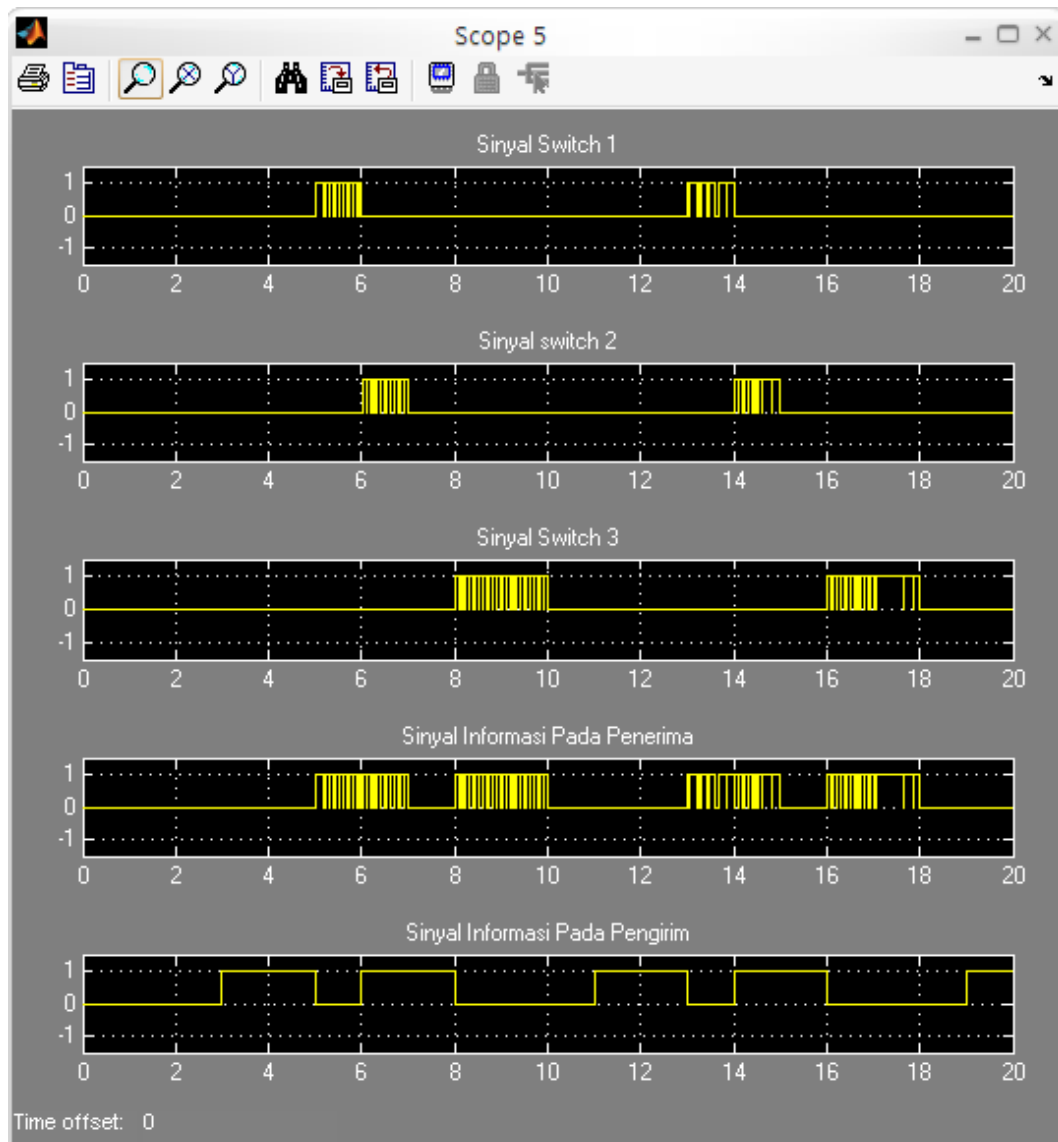 Scope 5
Sinyal Switch 1
1
0
-1
0 2 4 6 8 10 12 14 16 18 20
Sinyal switch 2
1
0
-1
0 2 4 6 8 10 12 14 16 18 20
Sinyal Switch 3
1
0
-1
0 2 4 6 8 10 12 14 16 18 20
Sinyal Informasi Pada Penerima
1
0
-1
0 2 4 6 8 10 12 14 16 18 20
Sinyal Informasi Pada Pengirim
1
0
-1
0 2 4 6 8 10 12 14 16 18 20
Time offset: 0